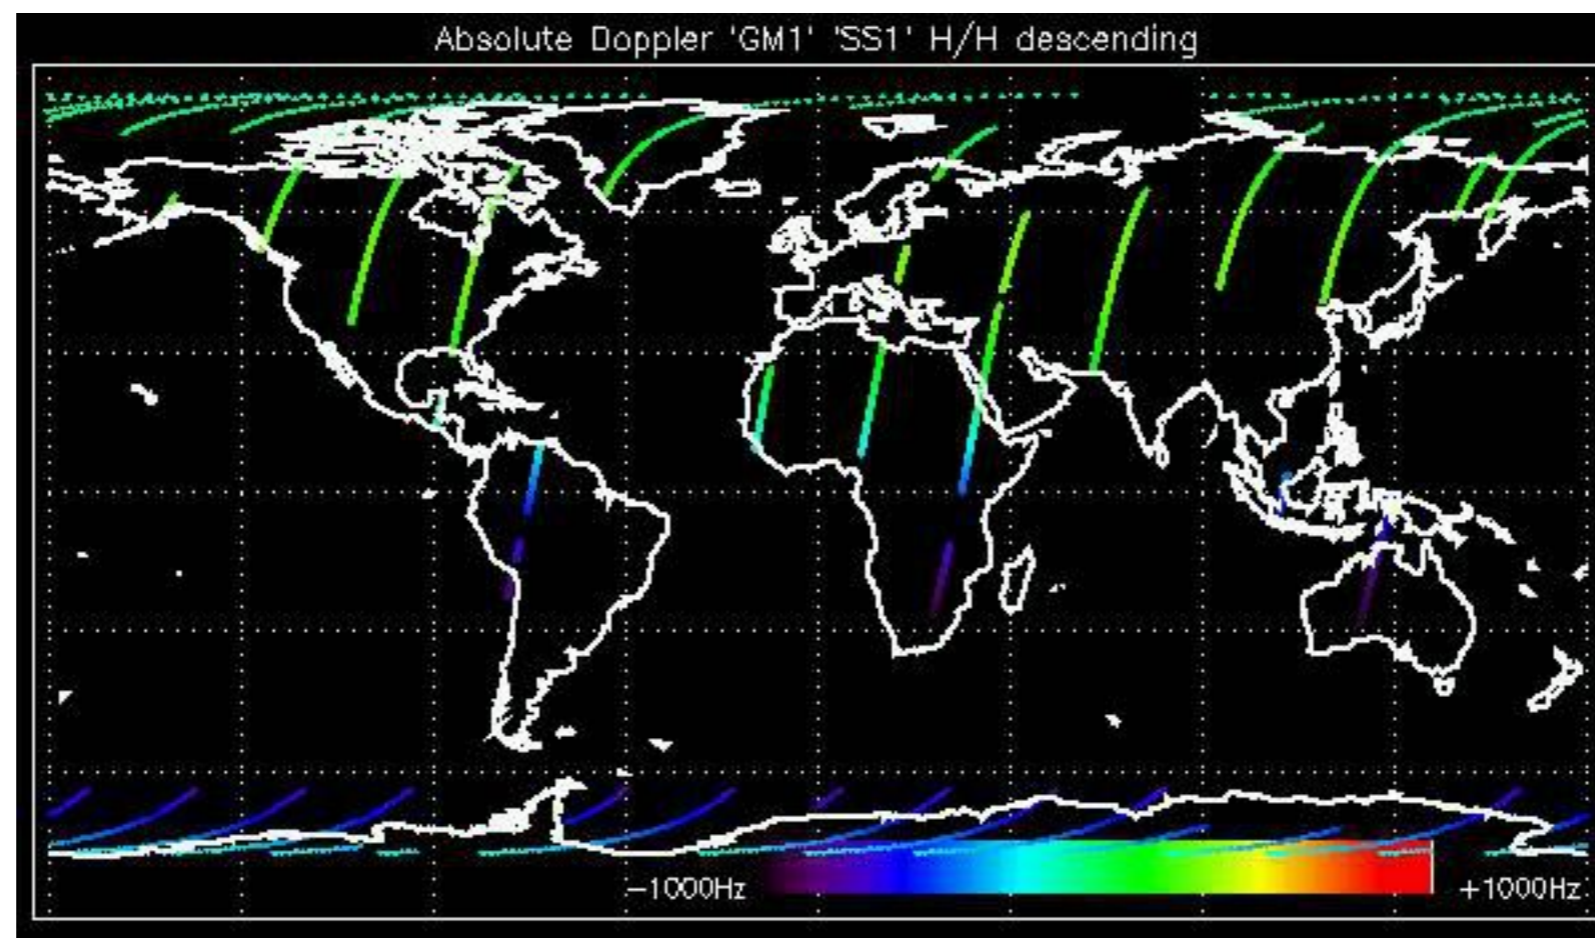 Absolute Doppler 'GM1' 'SS1' H/H descending
-1000Hz +1000Hz